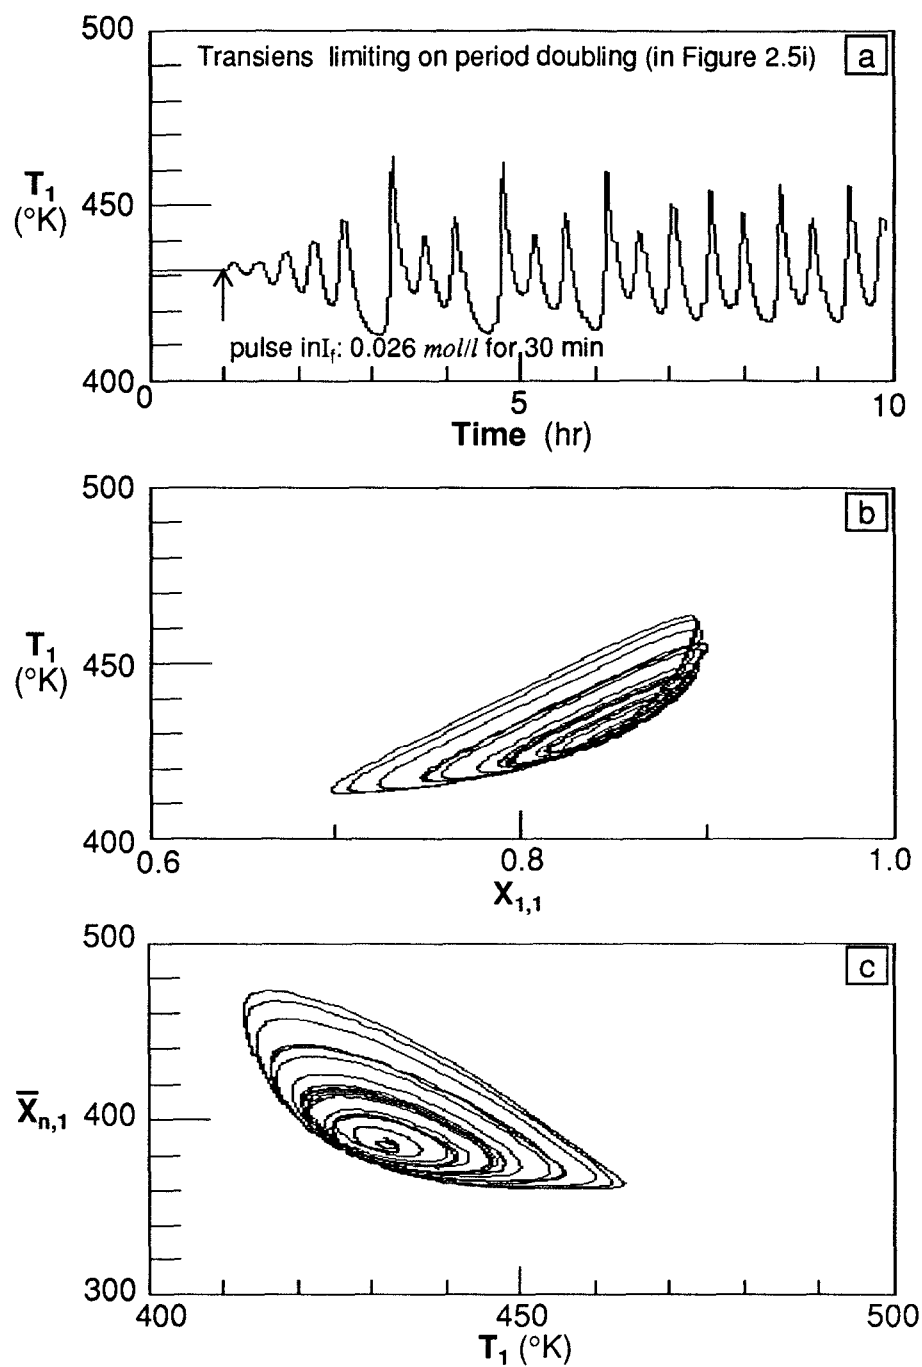 500
Transiens limiting on period doubling (in Figure 2.5i)
a
T₁
(°K)
450
pulse inI_f: 0.026 mol/l for 30 min
400
0
5
10
Time (hr)
500
b
T₁
(°K)
450
400
0.6
0.8
1.0
X₁,₁
500
c
X̅ₙ,₁
400
300
400
450
500
T₁ (°K)